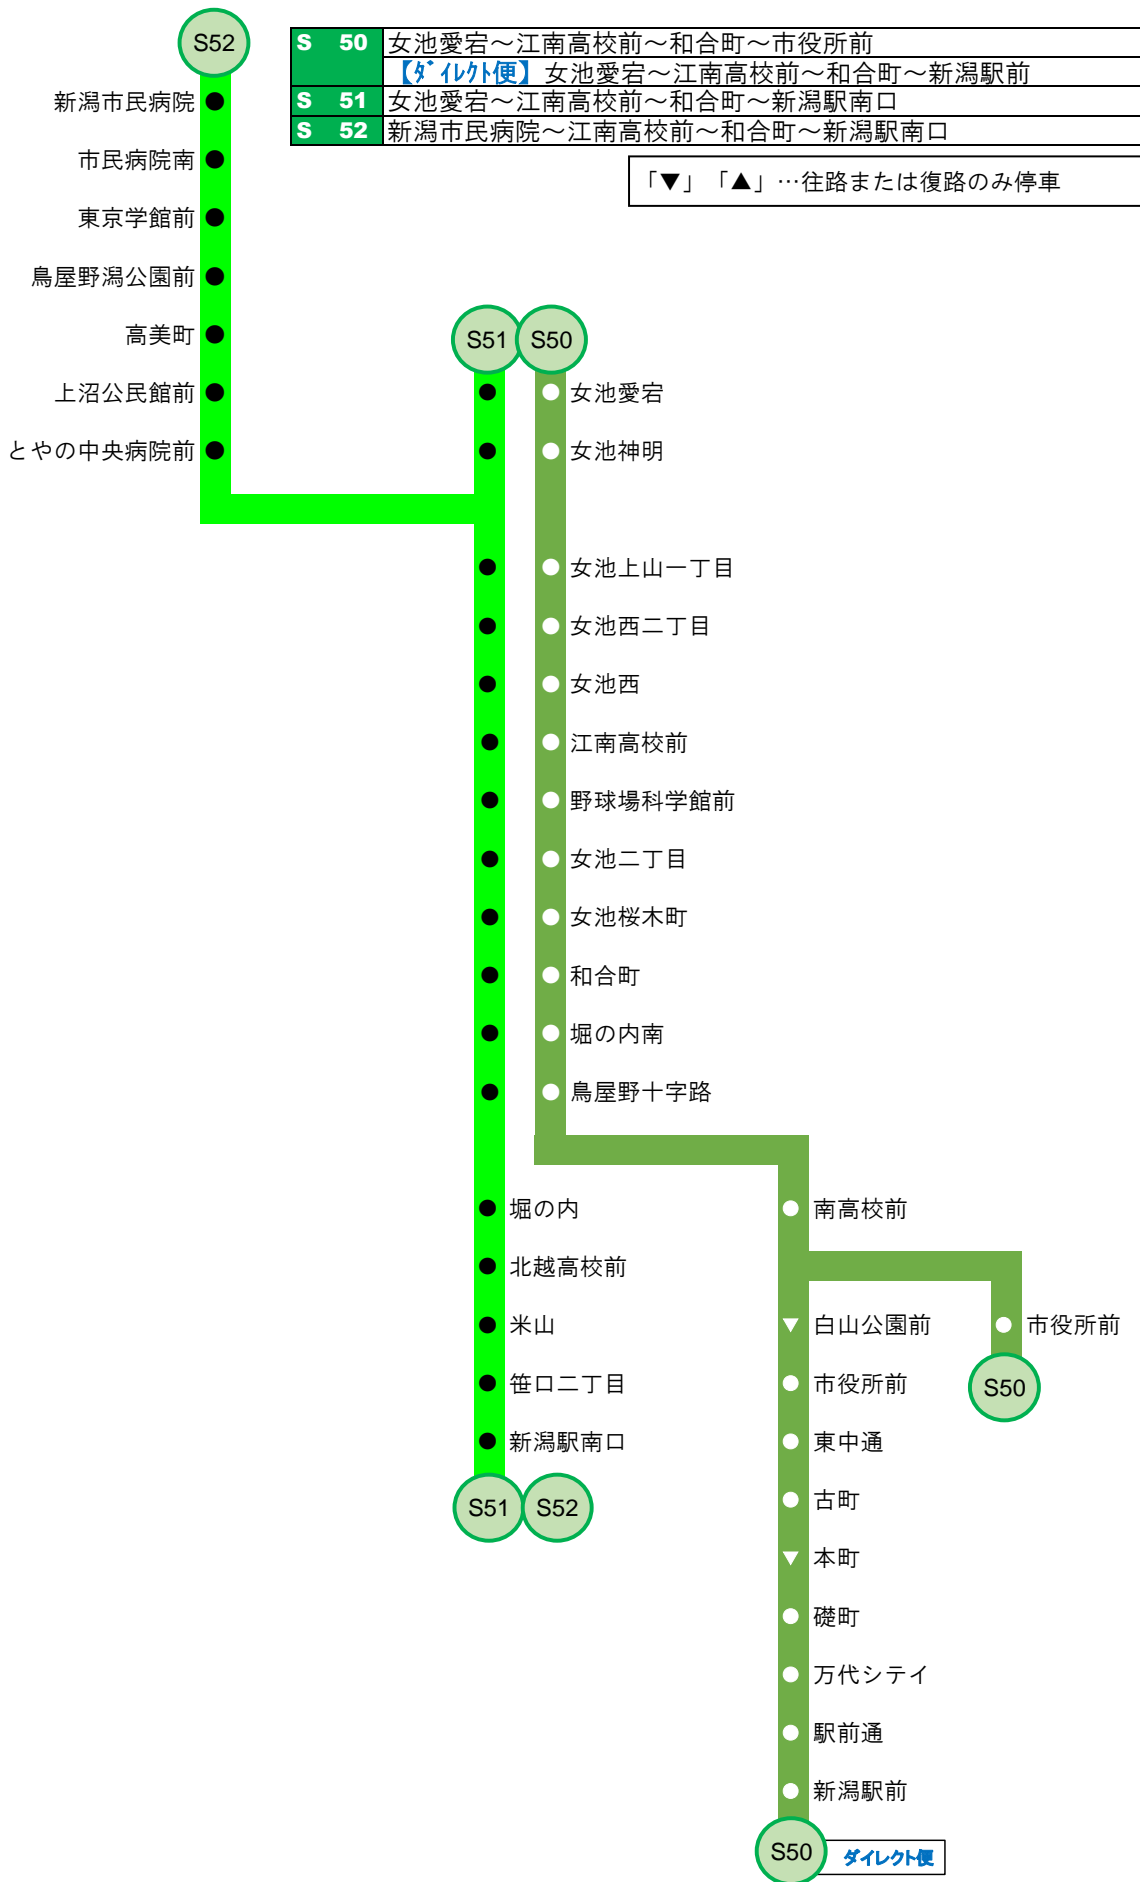 S52
S 50 女池愛宕～江南高校前～和合町～市役所前
【ﾀﾞｲﾚｸﾄ便】女池愛宕～江南高校前～和合町～新潟駅前
S 51 女池愛宕～江南高校前～和合町～新潟駅南口
S 52 新潟市民病院～江南高校前～和合町～新潟駅南口
「▼」「▲」…往路または復路のみ停車
新潟市民病院
市民病院南
東京学館前
鳥屋野潟公園前
高美町
上沼公民館前
とやの中央病院前
S51 S50
女池愛宕
女池神明
女池上山一丁目
女池西二丁目
女池西
江南高校前
野球場科学館前
女池二丁目
女池桜木町
和合町
堀の内南
鳥屋野十字路
堀の内
北越高校前
米山
笹口二丁目
新潟駅南口
S51 S52
南高校前
白山公園前
市役所前
東中通
古町
本町
礎町
万代シテイ
駅前通
新潟駅前
S50 ダイレクト便
市役所前
S50